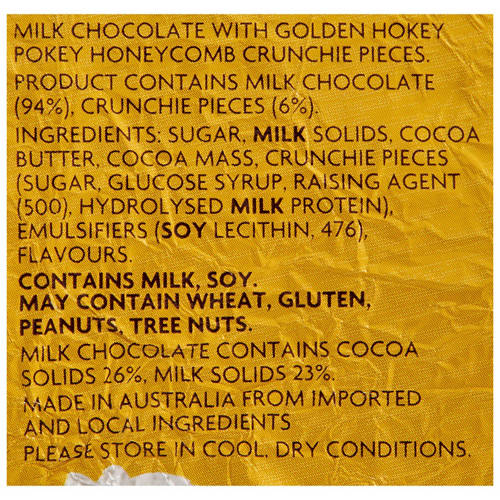 MILK CHOCOLATE WITH GOLDEN HOKEY
POKEY HONEYCOMB CRUNCHIE PIECES.
PRODUCT CONTAINS MILK CHOCOLATE
(94%), CRUNCHIE PIECES (6%).
INGREDIENTS: SUGAR, MILK SOLIDS, COCOA
BUTTER, COCOA MASS, CRUNCHIE PIECES
(SUGAR, GLUCOSE SYRUP, RAISING AGENT
(500), HYDROLYSED MILK PROTEIN),
EMULSIFIERS (SOY LECITHIN, 476),
FLAVOURS.
CONTAINS MILK, SOY.
MAY CONTAIN WHEAT, GLUTEN,
PEANUTS, TREE NUTS.
MILK CHOCOLATE CONTAINS COCOA
SOLIDS 26%, MILK SOLIDS 23%.
MADE IN AUSTRALIA FROM IMPORTED
AND LOCAL INGREDIENTS
PLEASE STORE IN COOL, DRY CONDITIONS.